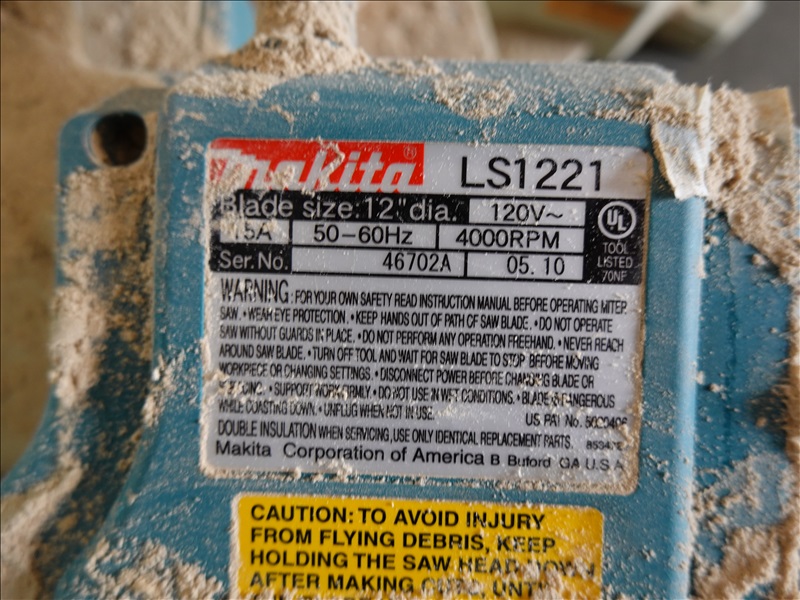 makita® LS1221
Blade size.12"dia. 120V~
15A 50-60Hz 4000RPM
Ser.No. 46702A 05.10
UL
TOOL
LISTED
70NF
WARNING: FOR YOUR OWN SAFETY READ INSTRUCTION MANUAL BEFORE OPERATING MITER
SAW. • WEAR EYE PROTECTION. • KEEP HANDS OUT OF PATH OF SAW BLADE. • DO NOT OPERATE
SAW WITHOUT GUARDS IN PLACE. • DO NOT PERFORM ANY OPERATION FREEHAND. • NEVER REACH
AROUND SAW BLADE. • TURN OFF TOOL AND WAIT FOR SAW BLADE TO STOP BEFORE MOVING
WORKPIECE OR CHANGING SETTINGS. • DISCONNECT POWER BEFORE CHANGING BLADE OR
SERVICING. • SUPPORT WORK FIRMLY. • DO NOT USE IN WET CONDITIONS. • BLADE IS DANGEROUS
WHILE COASTING DOWN. • UNPLUG WHEN NOT IN USE.
US PAT No.
DOUBLE INSULATION WHEN SERVICING, USE ONLY IDENTICAL REPLACEMENT PARTS.
Makita Corporation of America B Buford GA U S A
CAUTION: TO AVOID INJURY
FROM FLYING DEBRIS, KEEP
HOLDING THE SAW HEAD DOWN
AFTER MAKING CUTS, UNTIL